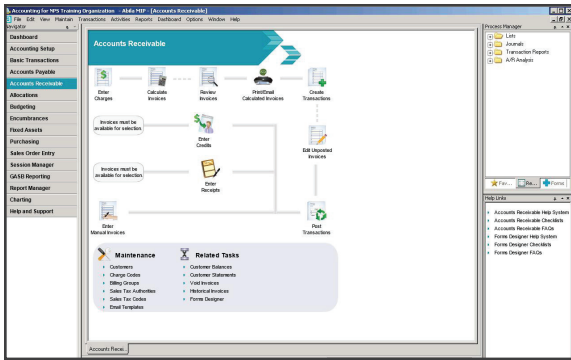 Accounting for NPS Training Organization - Abila MIP - [Accounts Receivable]
File Edit View Maintain Transactions Activities Reports Dashboard Options Window Help
Navigator
Process Manager
Dashboard
Accounting Setup
Basic Transactions
Accounts Payable
Accounts Receivable
Allocations
Budgeting
Encumbrances
Fixed Assets
Purchasing
Sales Order Entry
Session Manager
GASB Reporting
Report Manager
Charting
Help and Support
Accounts Receivable
Enter
Charges
Calculate
Invoices
Review
Invoices
Print/Email
Calculated Invoices
Create
Transactions
Invoices must be
available for selection.
Enter
Credits
Edit Unposted
Invoices
Invoices must be
available for selection.
Enter
Receipts
Enter
Manual Invoices
Post
Transactions
Maintenance
Customers
Charge Codes
Billing Groups
Sales Tax Authorities
Sales Tax Codes
Email Templates
Related Tasks
Customer Balances
Customer Statements
Void Invoices
Historical Invoices
Forms Designer
Accounts Recei...
Lists
Journals
Transaction Reports
A/R Analysis
Fav... Re... Forms
Help Links
Accounts Receivable Help System
Accounts Receivable Checklists
Accounts Receivable FAQs
Forms Designer Help System
Forms Designer Checklists
Forms Designer FAQs